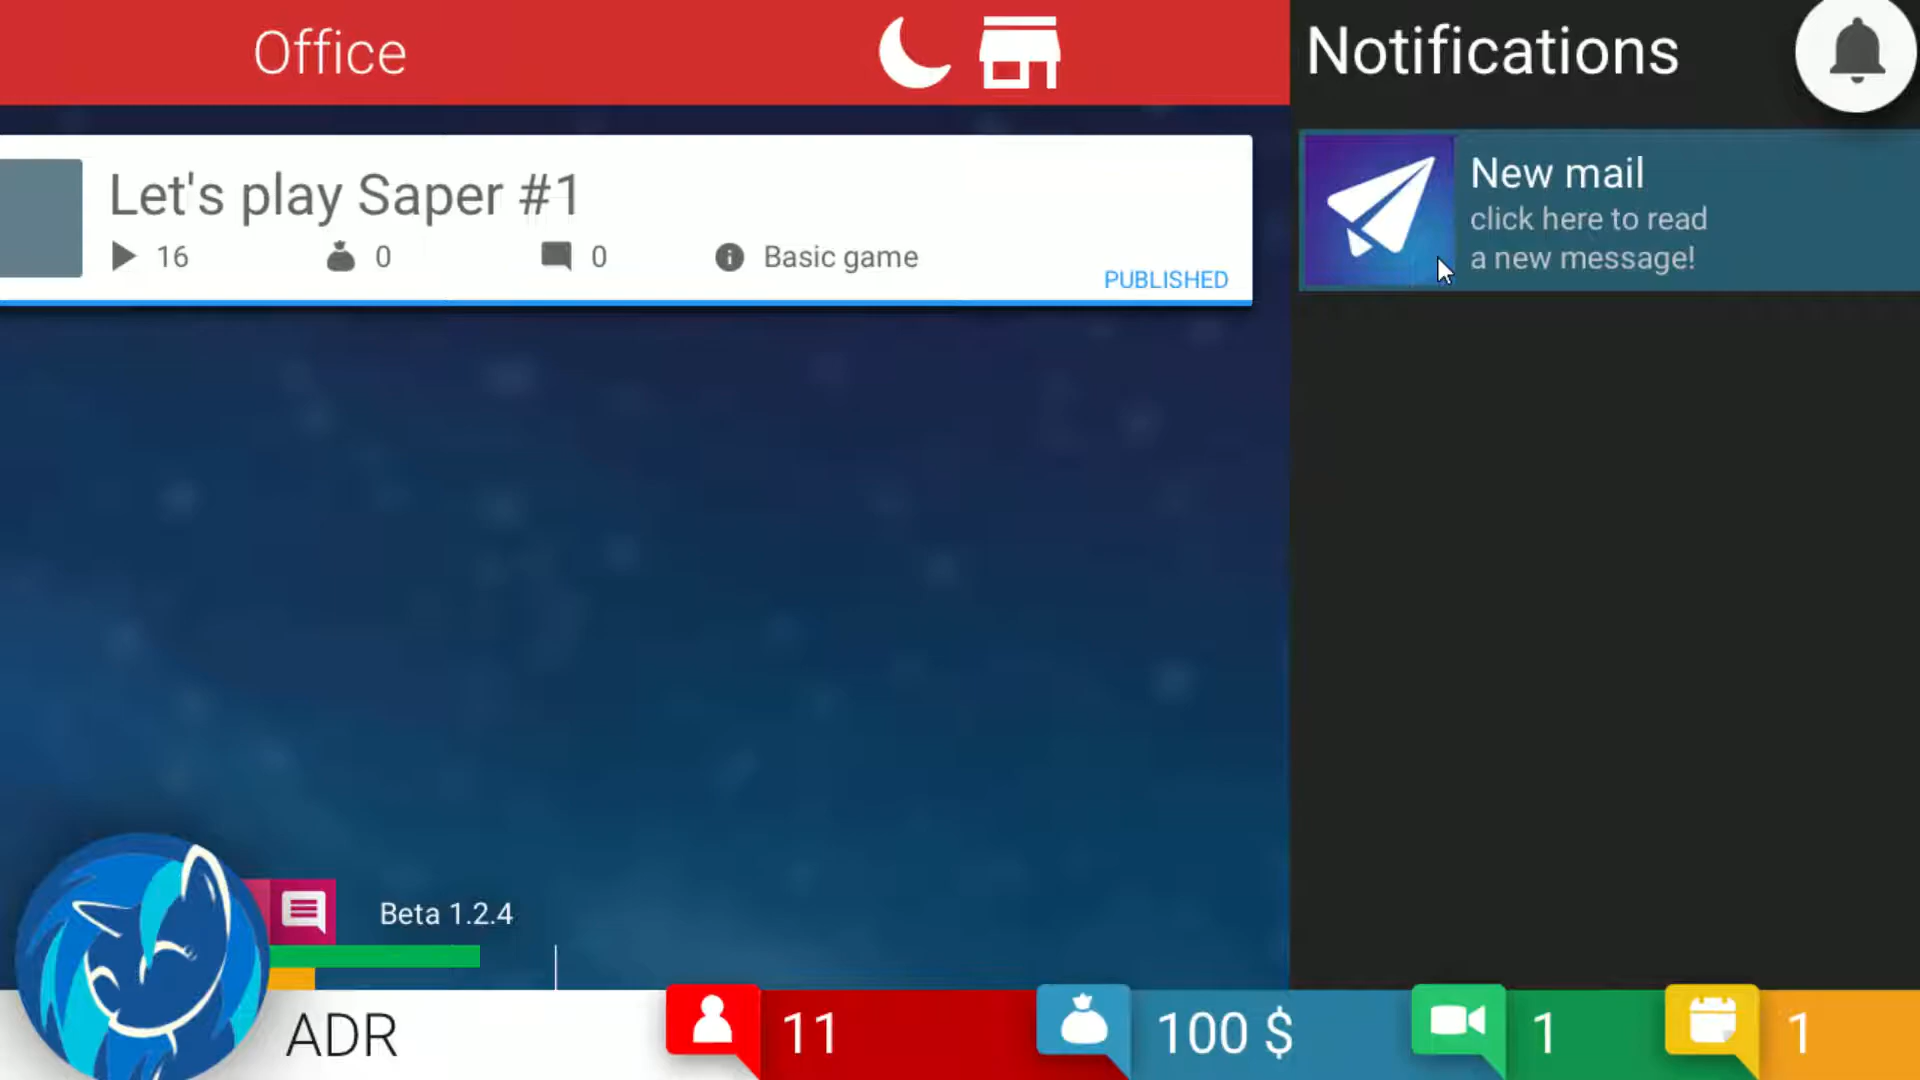 Office
Notifications
Let's play Saper #1
16
0
0
Basic game
PUBLISHED
New mail
click here to read
a new message!
Beta 1.2.4
ADR
11
100 $
1
1